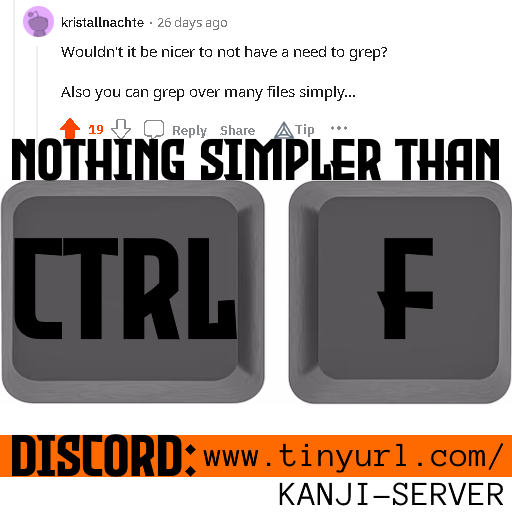 kristallnachte · 26 days ago
Wouldn't it be nicer to not have a need to grep?
Also you can grep over many files simply...
19 Reply Share Tip ...
NOTHING SIMPLER THAN
CTRL F
DISCORD: www.tinyurl.com/
KANJI-SERVER